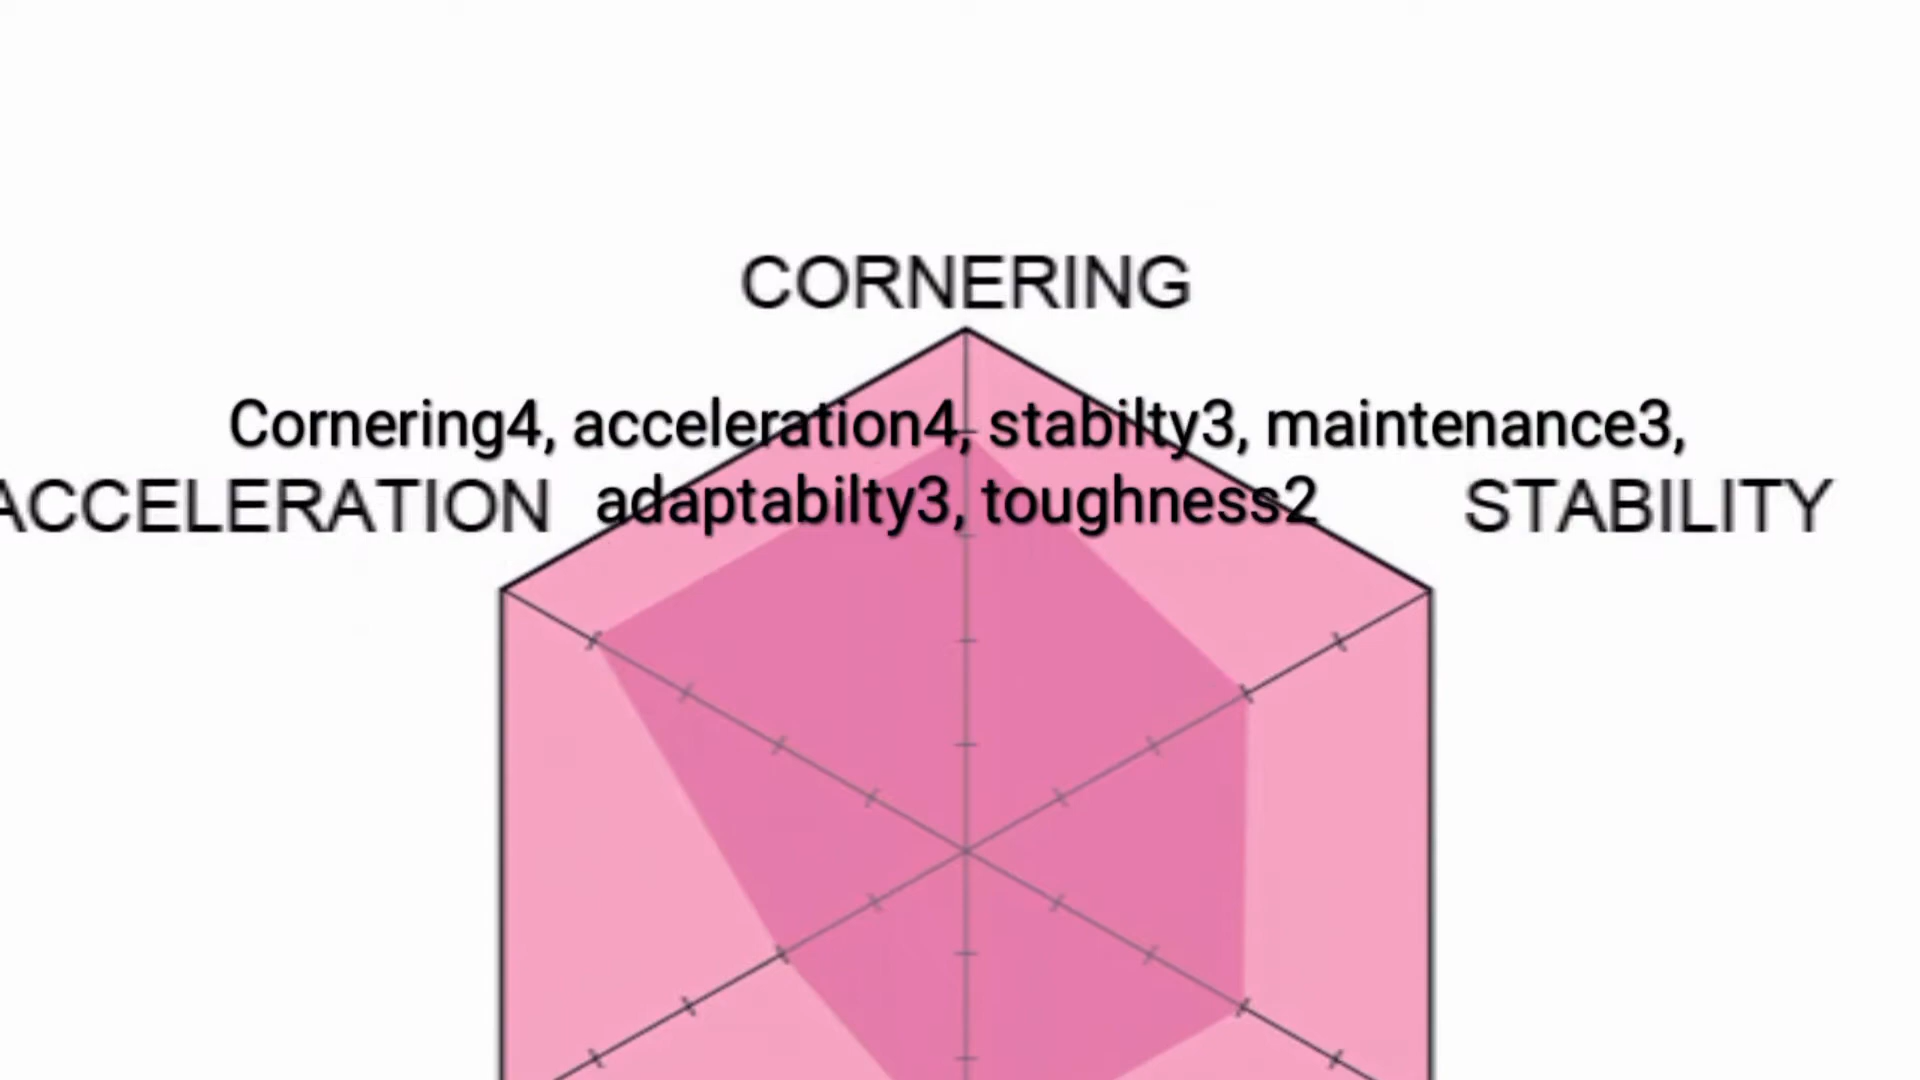 CORNERING
Cornering4, acceleration4, stabilty3, maintenance3,
adaptabilty3, toughness2
ACCELERATION
STABILITY